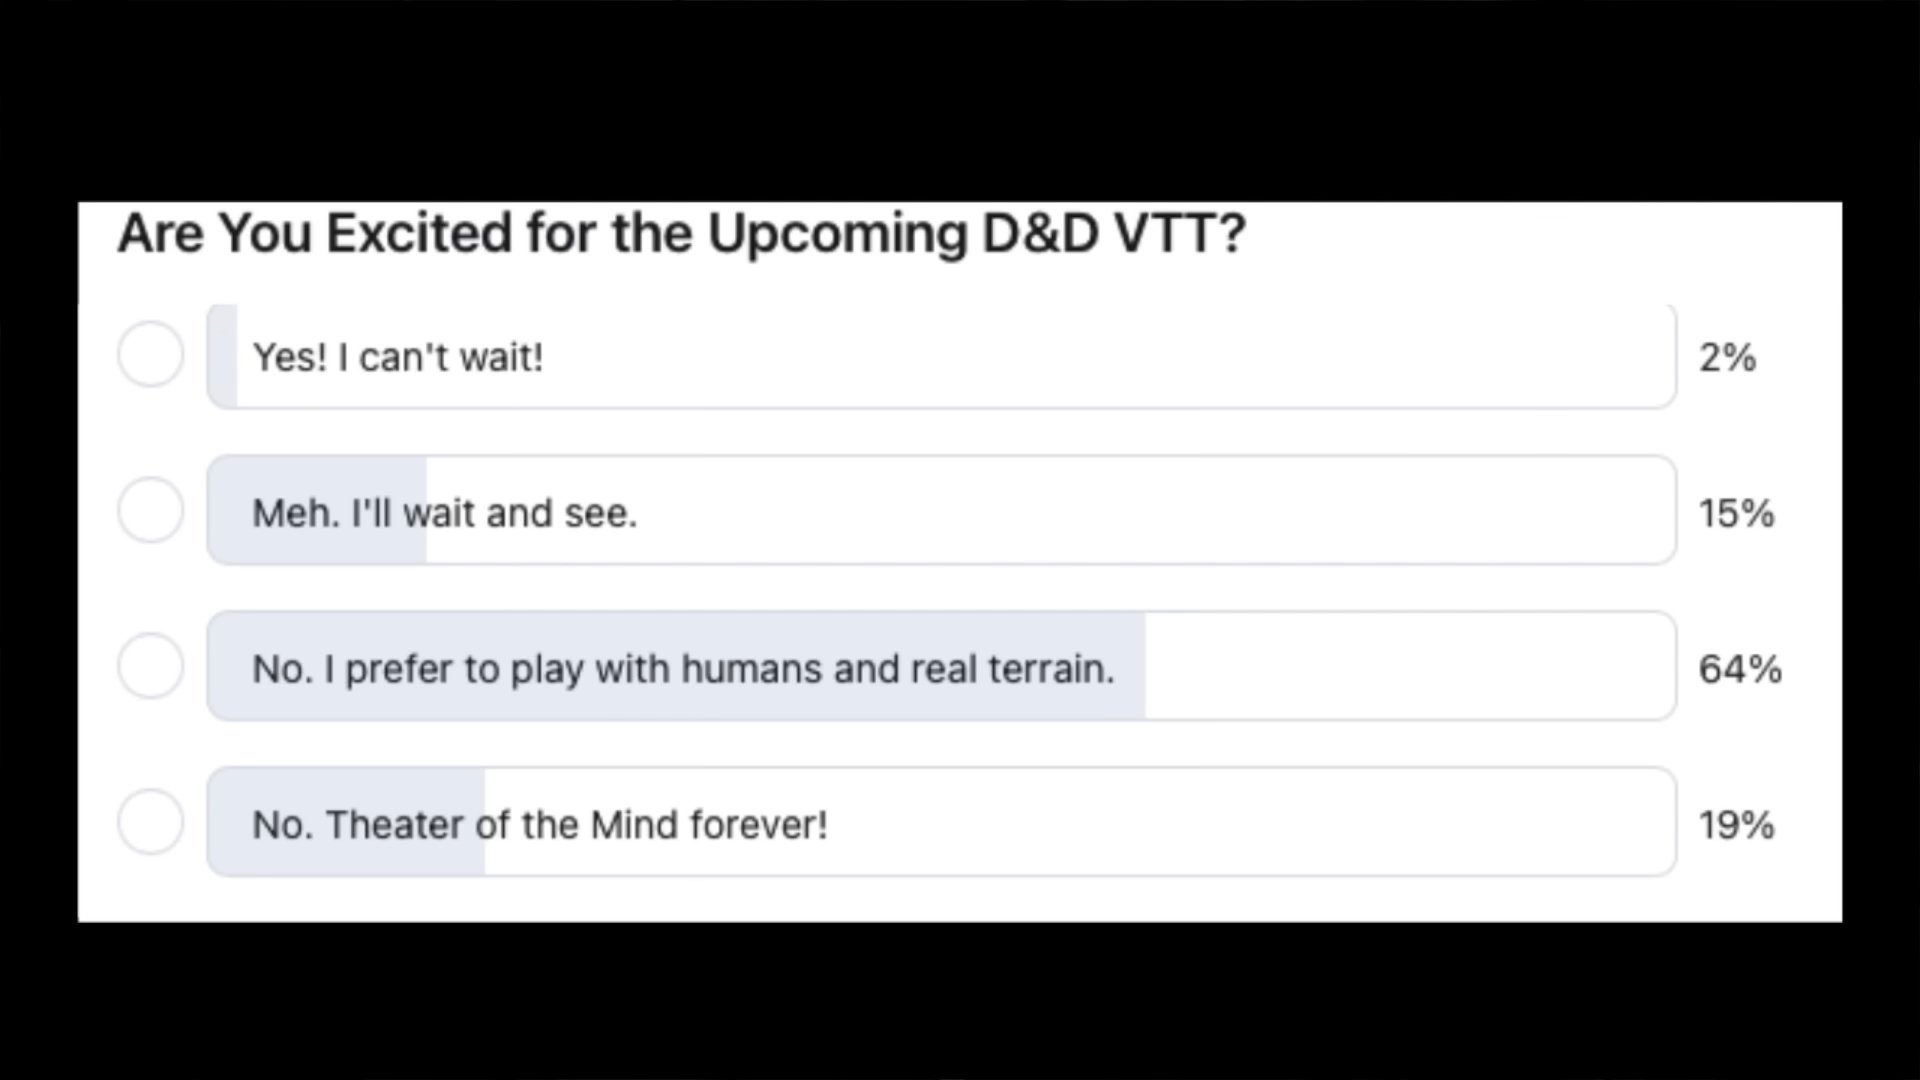 Are You Excited for the Upcoming D&D VTT?
Yes! I can't wait!
2%
Meh. I'll wait and see.
15%
No. I prefer to play with humans and real terrain.
64%
No. Theater of the Mind forever!
19%